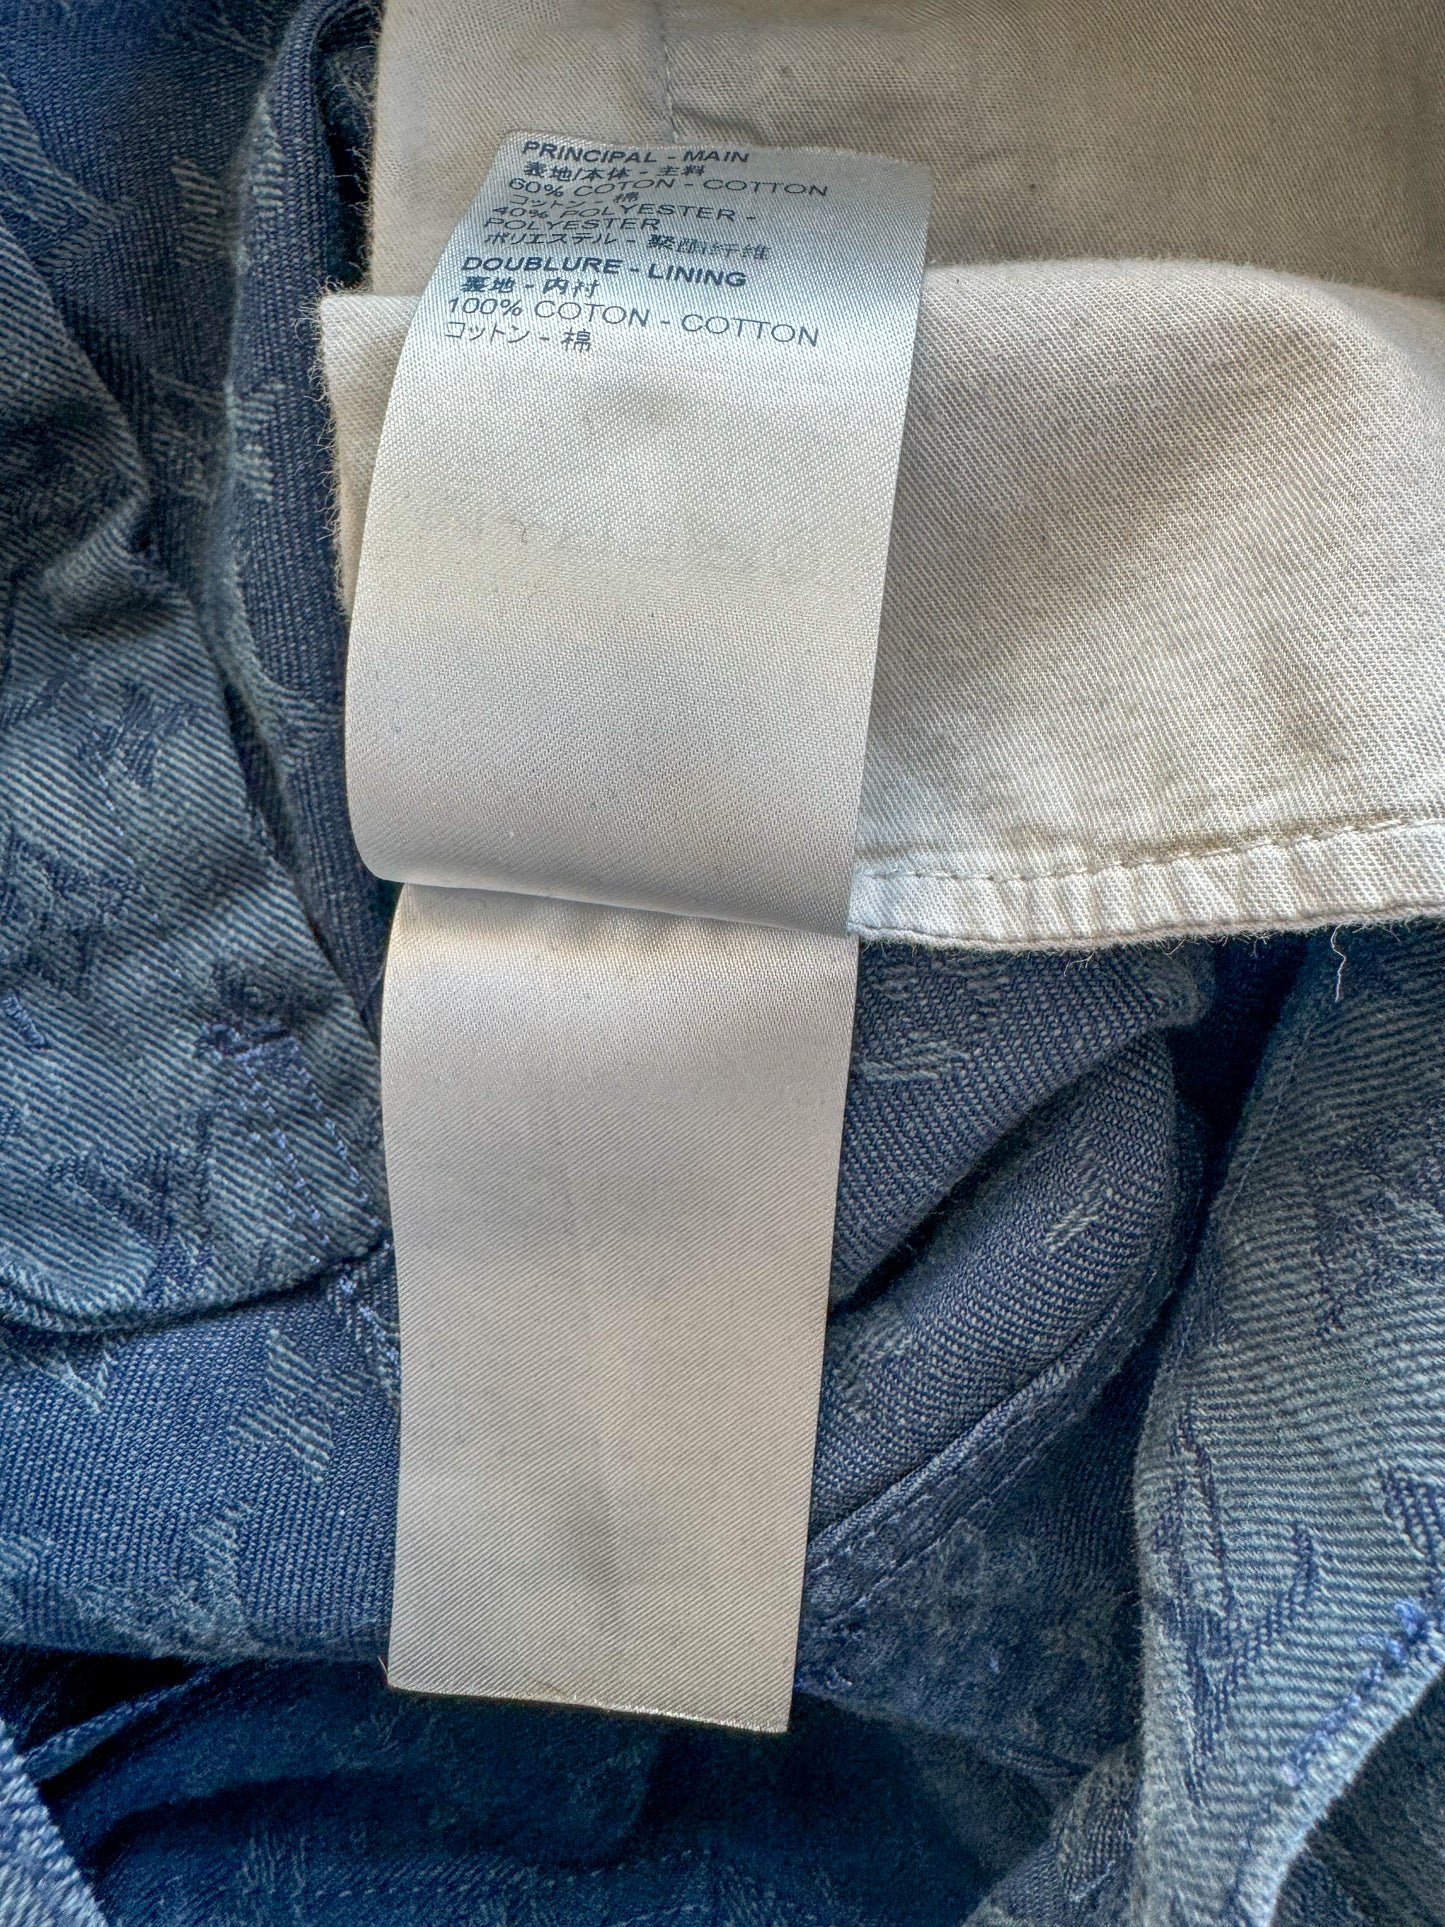 PRINCIPAL - MAIN
表地/本体 - 主料
60% COTON - COTTON
コットン - 棉
40% POLYESTER -
POLYESTER
ポリエステル - 聚酯纤维
DOUBLURE - LINING
裏地 - 内衬
100% COTON - COTTON
コットン - 棉